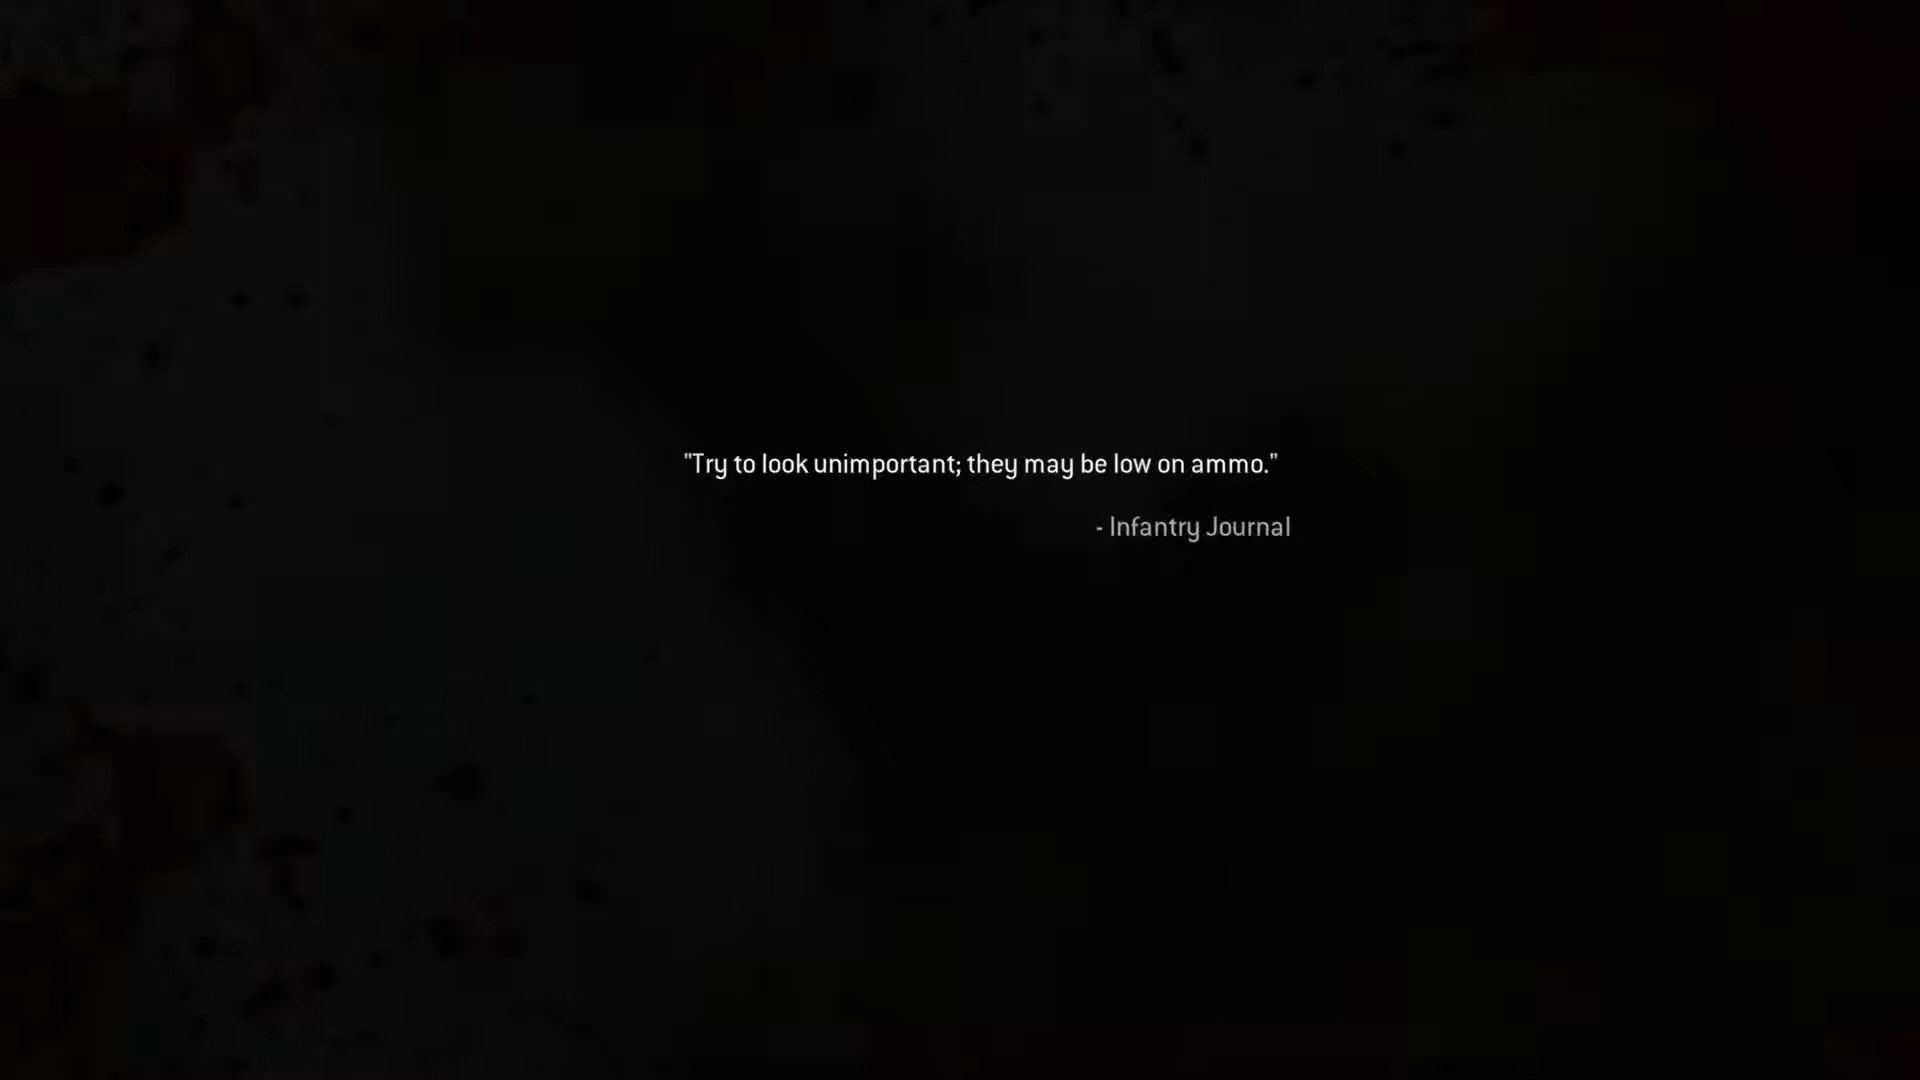 "Try to look unimportant; they may be low on ammo."
- Infantry Journal